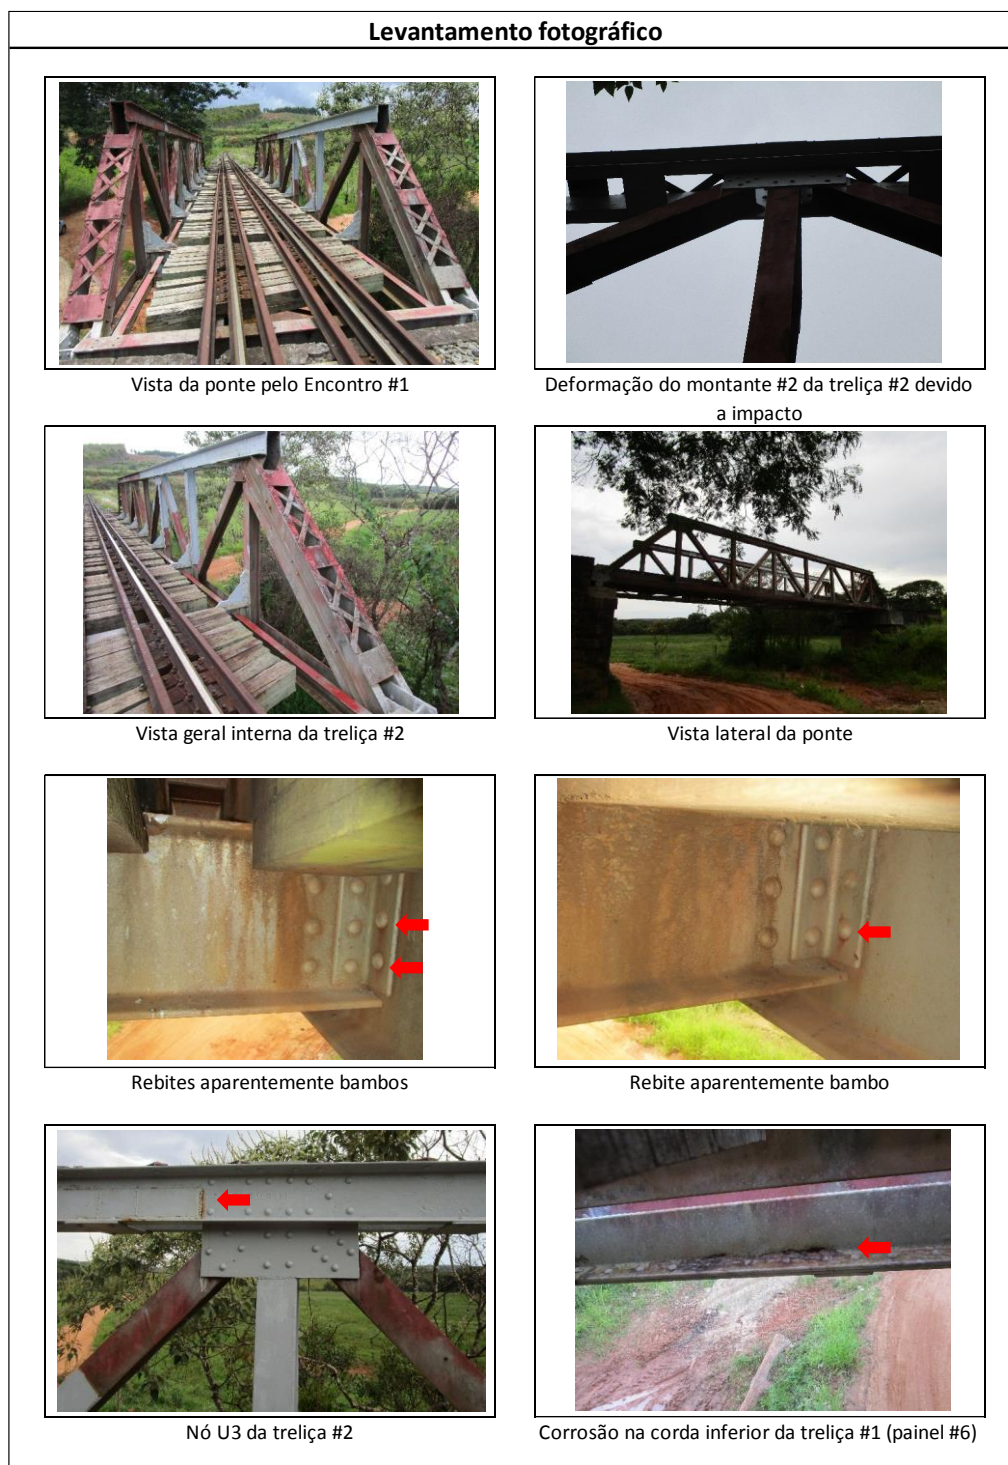 Levantamento fotográfico
Vista da ponte pelo Encontro #1
Deformação do montante #2 da treliça #2 devido
a impacto
Vista geral interna da treliça #2
Vista lateral da ponte
Rebites aparentemente bambos
Rebite aparentemente bambo
Nó U3 da treliça #2
Corrosão na corda inferior da treliça #1 (painel #6)